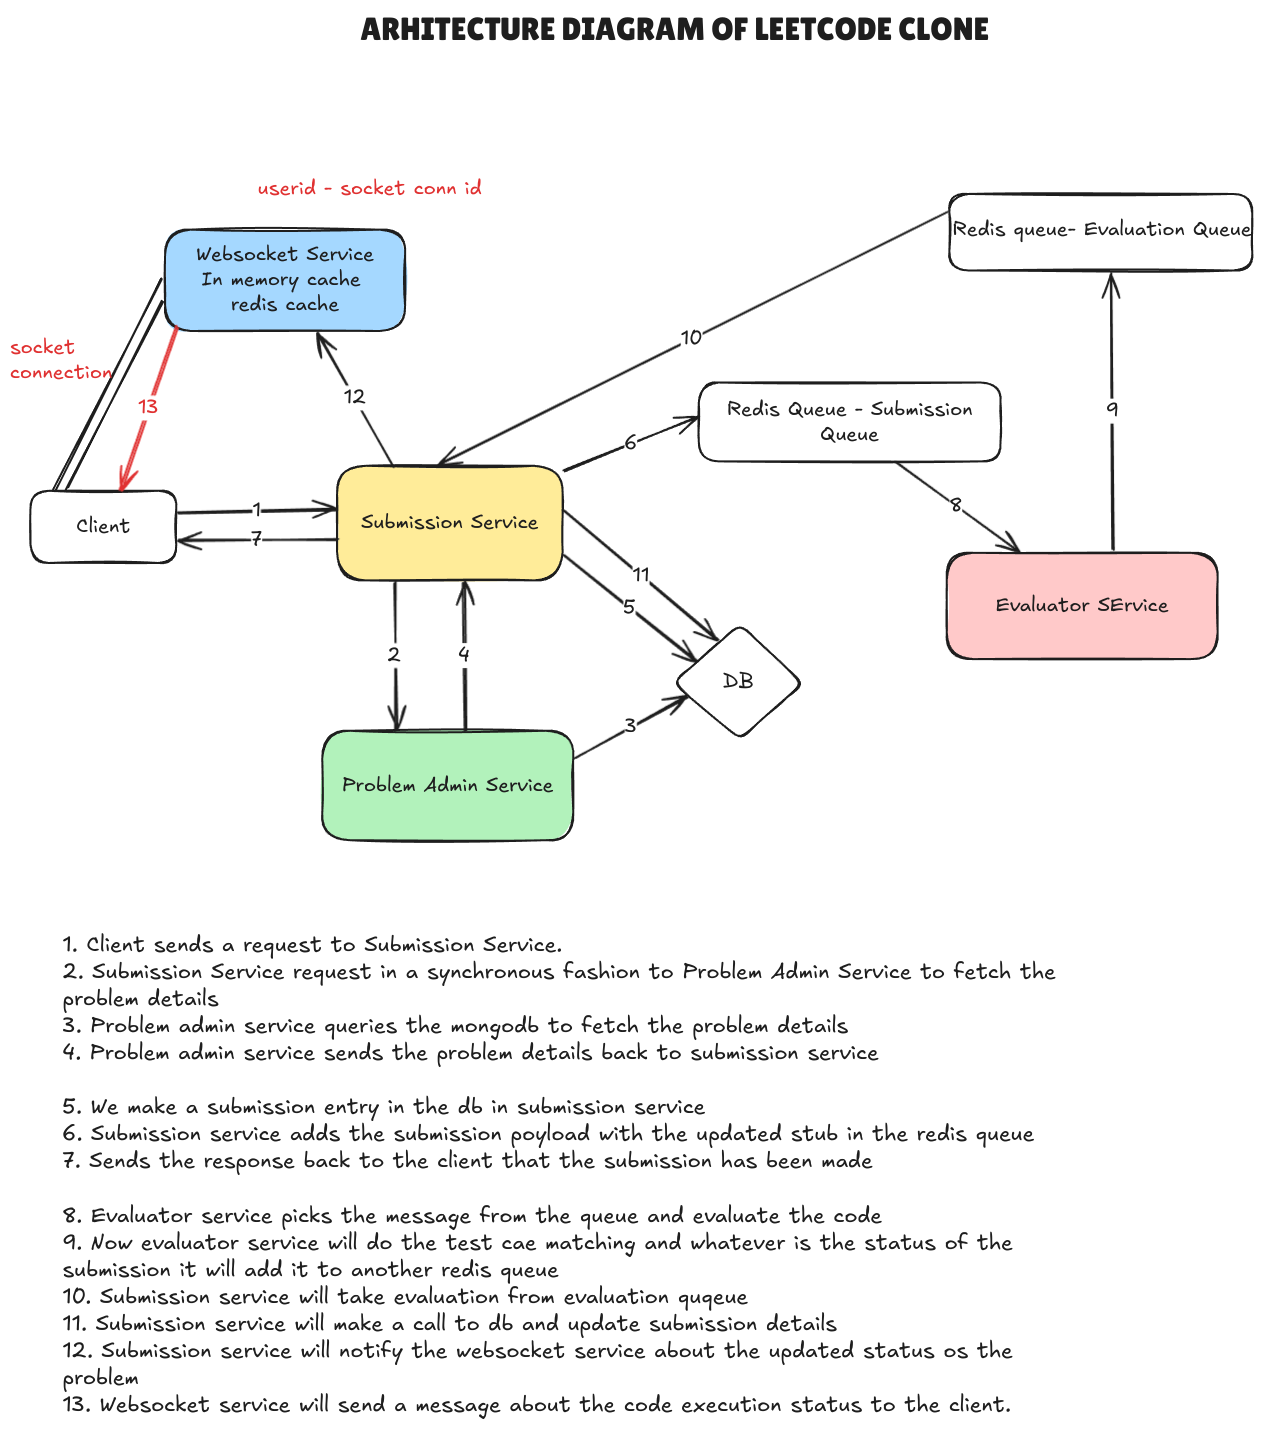 ARHITECTURE DIAGRAM OF LEETCODE CLONE
userid - socket conn id
Redis queue- Evaluation Queue
Websocket Service
In memory cache
redis cache
socket
connection
10
13
12
Redis Queue - Submission
Queue
6
9
8
Client
1
7
Submission Service
11
5
Evaluator SErvice
2
4
DB
3
Problem Admin Service
1. Client sends a request to Submission Service.
2. Submission Service request in a synchronous fashion to Problem Admin Service to fetch the
problem details
3. Problem admin service queries the mongodb to fetch the problem details
4. Problem admin service sends the problem details back to submission service
5. We make a submission entry in the db in submission service
6. Submission service adds the submission poyload with the updated stub in the redis queue
7. Sends the response back to the client that the submission has been made
8. Evaluator service picks the message from the queue and evaluate the code
9. Now evaluator service will do the test cae matching and whatever is the status of the
submission it will add it to another redis queue
10. Submission service will take evaluation from evaluation quqeue
11. Submission service will make a call to db and update submission details
12. Submission service will notify the websocket service about the updated status os the
problem
13. Websocket service will send a message about the code execution status to the client.